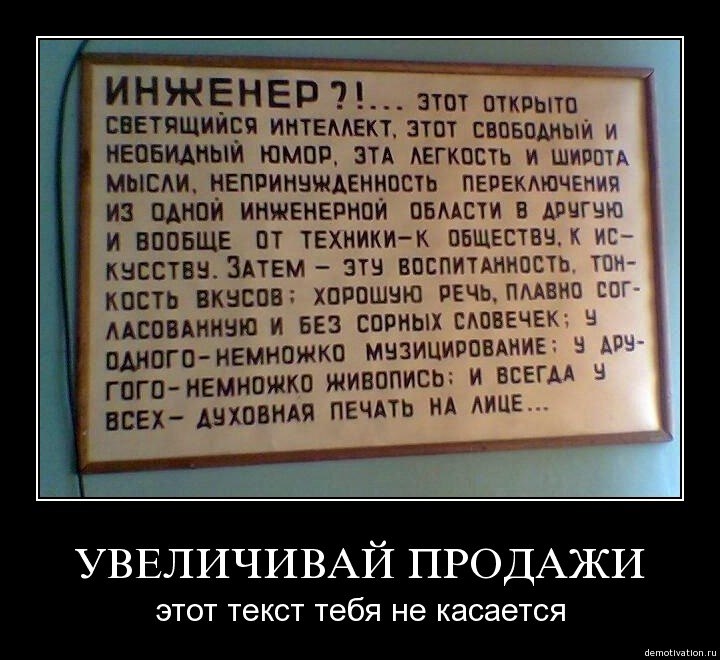 ИНЖЕНЕР?!... ЭТОТ ОТКРЫТО
СВЕТЯЩИЙСЯ ИНТЕЛЛЕКТ, ЭТОТ СВОБОДНЫЙ И
НЕОБИДНЫЙ ЮМОР, ЭТА ЛЕГКОСТЬ И ШИРОТА
МЫСЛИ, НЕПРИНУЖДЕННОСТЬ ПЕРЕКЛЮЧЕНИЯ
ИЗ ОДНОЙ ИНЖЕНЕРНОЙ ОБЛАСТИ В ДРУГУЮ
И ВООБЩЕ ОТ ТЕХНИКИ-К ОБЩЕСТВУ, К ИС-
КУССТВУ. ЗАТЕМ - ЭТУ ВОСПИТАННОСТЬ, ТОН-
КОСТЬ ВКУСОВ; ХОРОШУЮ РЕЧЬ, ПЛАВНО СОГ-
ЛАСОВАННУЮ И БЕЗ СОРНЫХ СЛОВЕЧЕК; У
ОДНОГО-НЕМНОЖКО МУЗИЦИРОВАНИЕ; У ДРУ-
ГОГО-НЕМНОЖКО ЖИВОПИСЬ; И ВСЕГДА У
ВСЕХ- ДУХОВНАЯ ПЕЧАТЬ НА ЛИЦЕ...
УВЕЛИЧИВАЙ ПРОДАЖИ
этот текст тебя не касается
demotivation.ru